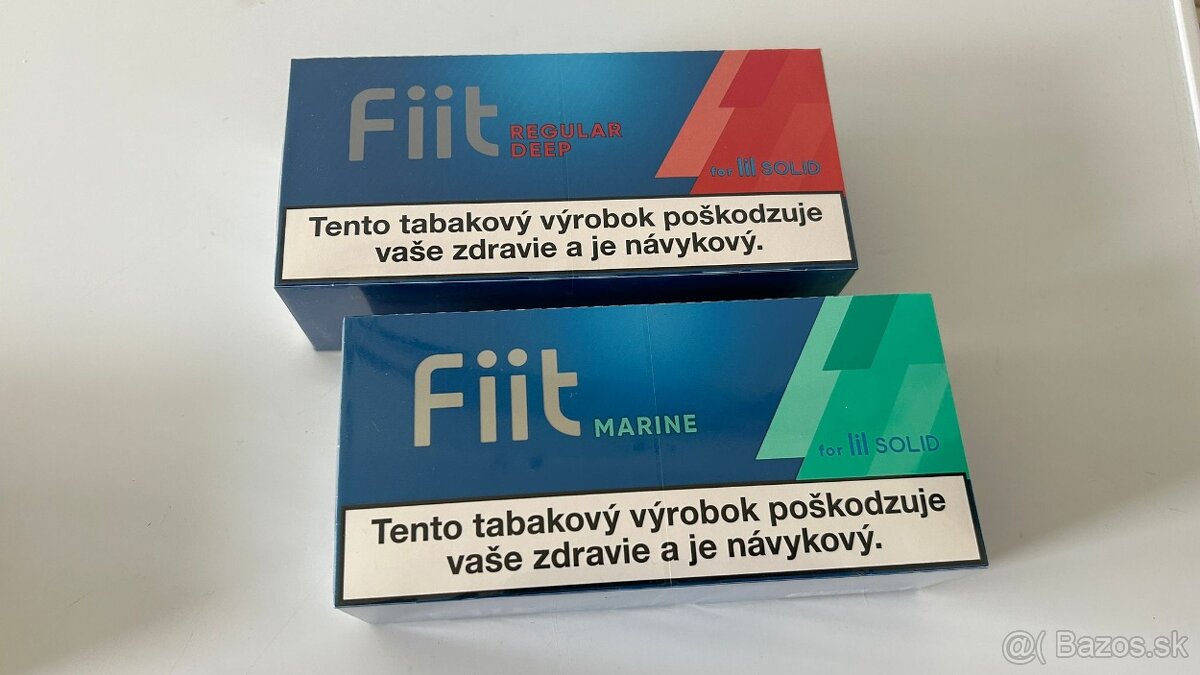 Fiit REGULAR
DEEP
for lil SOLID
Tento tabakový výrobok poškodzuje
vaše zdravie a je návykový.
Fiit MARINE
for lil SOLID
Tento tabakový výrobok poškodzuje
vaše zdravie a je návykový.
@( Bazos.sk